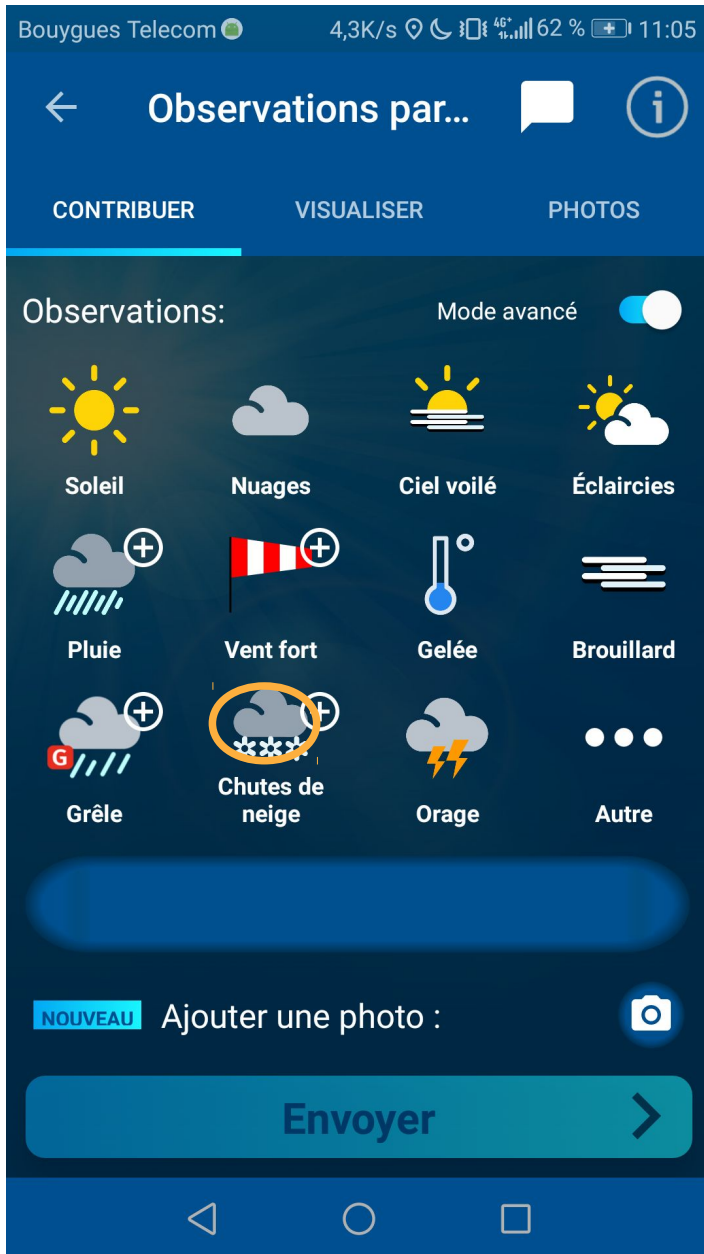 Bouygues Telecom 4,3K/s 4G+ 62 % 11:05
Observations par...
CONTRIBUER VISUALISER PHOTOS
Observations: Mode avancé
Soleil Nuages Ciel voilé Éclaircies
Pluie Vent fort Gelée Brouillard
G
Chutes de
Grêle neige Orage Autre
NOUVEAU Ajouter une photo :
Envoyer